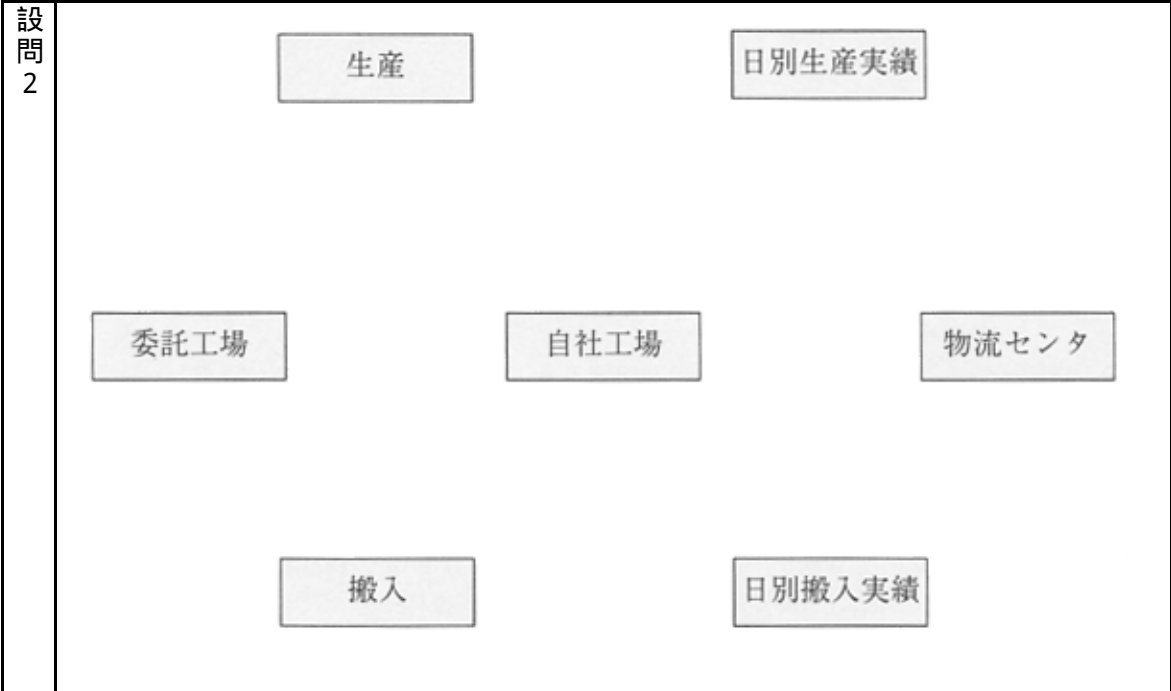 設問2
生産
日別生産実績
委託工場
自社工場
物流センタ
搬入
日別搬入実績